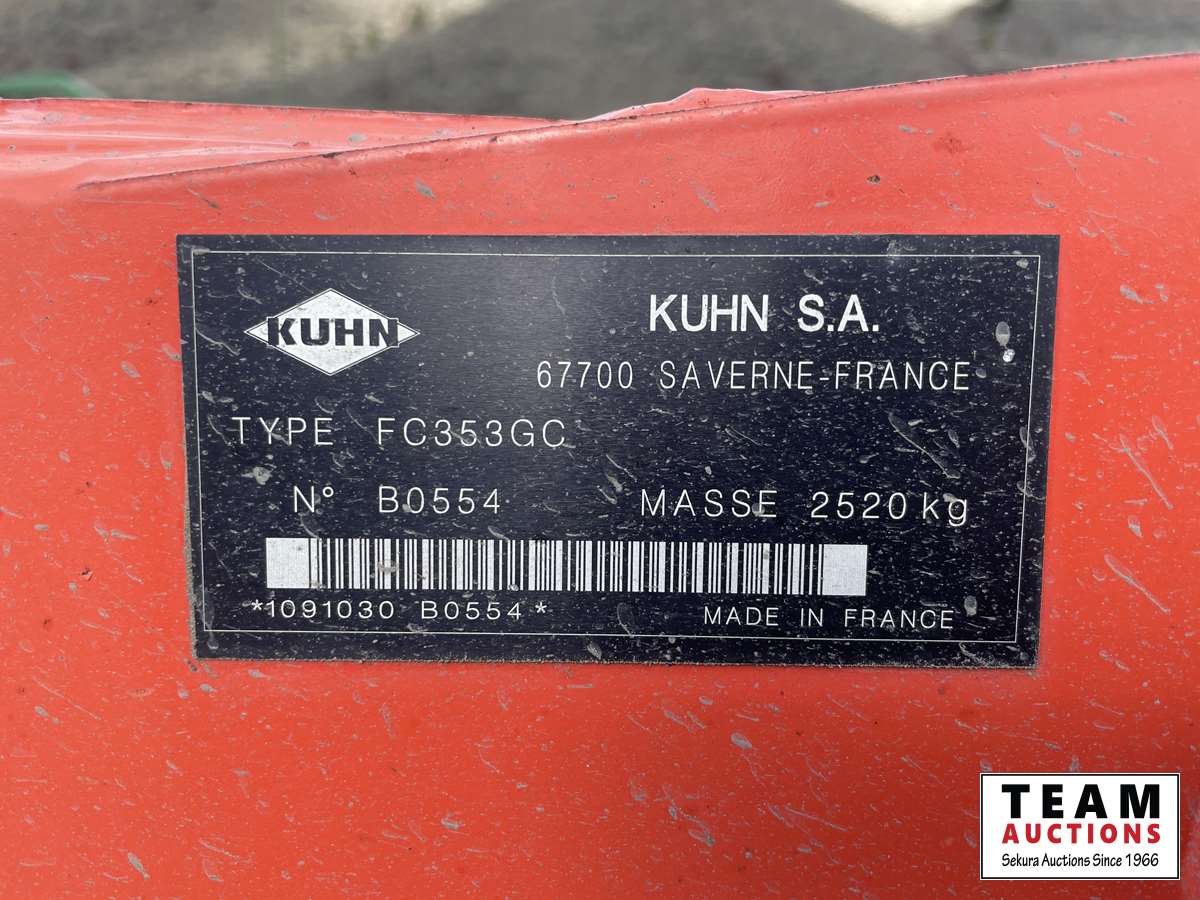 KUHN
KUHN S.A.
67700 SAVERNE-FRANCE
TYPE FC353GC
N° B0554 MASSE 2520 kg
*1091030 B0554*
MADE IN FRANCE
TEAM
AUCTIONS
Sekura Auctions Since 1966